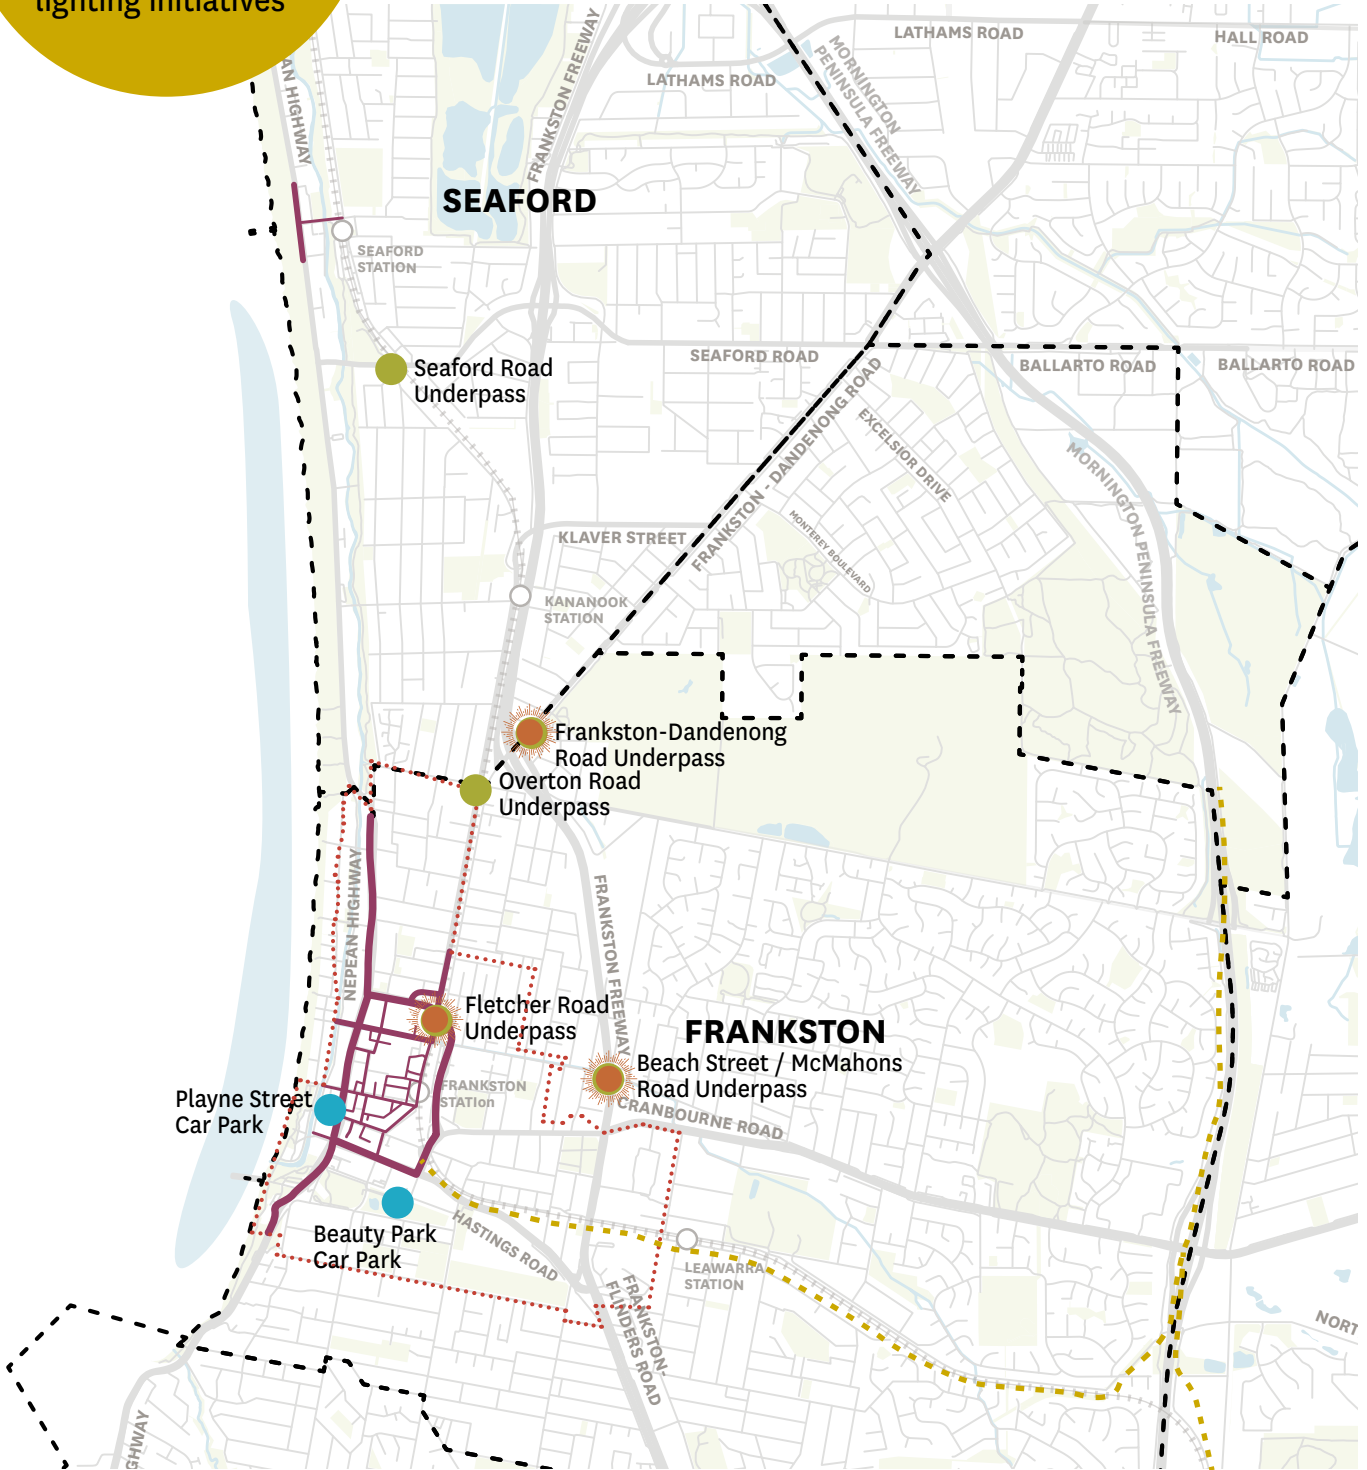 lighting initiatives
LATHAMS ROAD
HALL ROAD
LATHAMS ROAD
MORNINGTON
PENINSULA FREEWAY
FRANKSTON FREEWAY
AN HIGHWAY
SEAFORD
SEAFORD
STATION
Seaford Road
Underpass
SEAFORD ROAD
BALLARTO ROAD
BALLARTO ROAD
FRANKSTON - DANDENONG ROAD
EXCELSIOR DRIVE
MONTEREY BOULEVARD
MORNINGTON PENINSULA FREEWAY
KLAVER STREET
KANANOOK
STATION
Frankston-Dandenong
Road Underpass
Overton Road
Underpass
NEPEAN HIGHWAY
FRANKSTON FREEWAY
Fletcher Road
Underpass
FRANKSTON
Beach Street / McMahons
Road Underpass
FRANKSTON
STATIon
CRANBOURNE ROAD
Playne Street
Car Park
Beauty Park
Car Park
HASTINGS ROAD
LEAWARRA
STATION
FRANKSTON-
FLINDERS ROAD
NORT
GHWAY